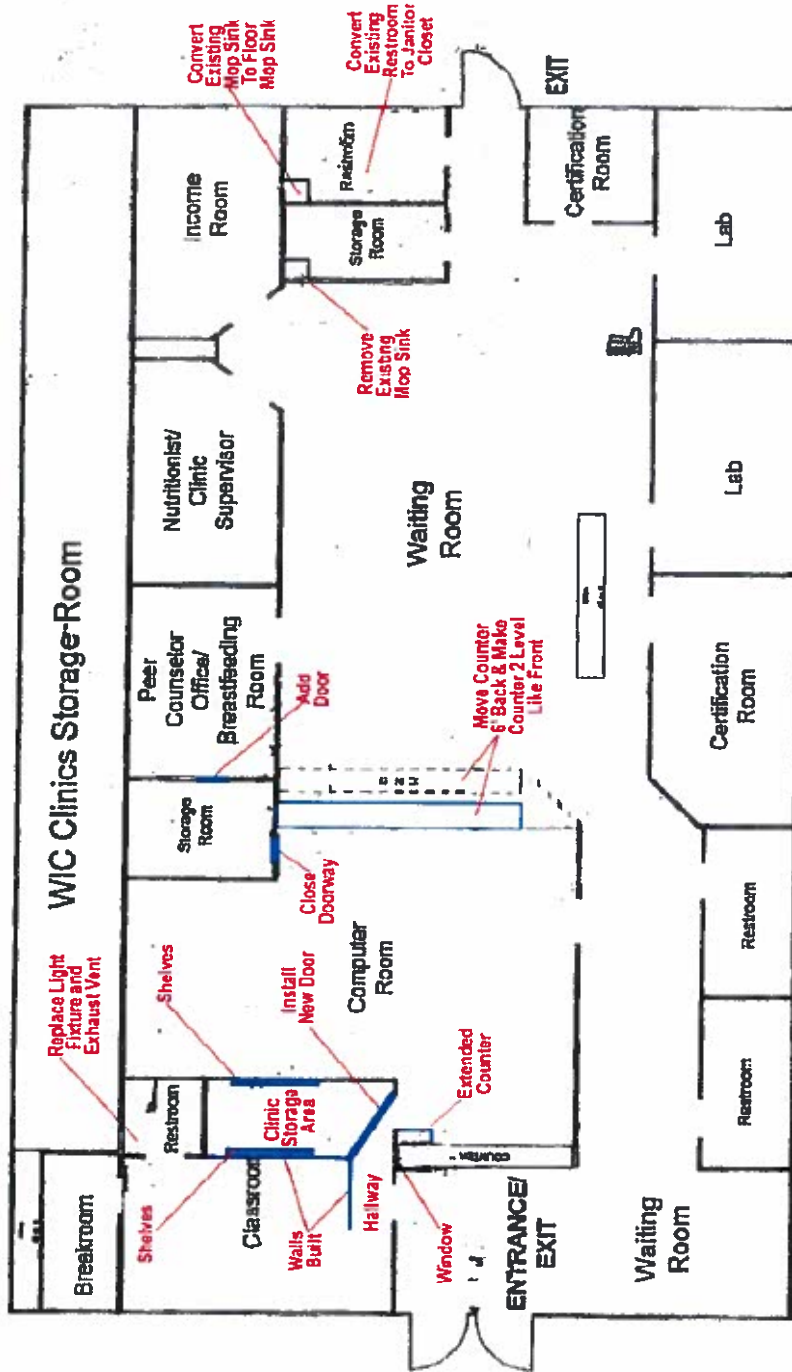 WIC Clinics Storage-Room
Breakroom
Replace Light
Fixture and
Exhaust Vent
Shelves
Restroom
Shelves
Classroom
Clinic
Storage
Area
Walls
Built
Hallway
Install
New Door
Computer
Room
Storage
Room
Close
Doorway
Add
Door
Peer
Counselor
Office/
Breastfeeding
Room
Nutritionist/
Clinic
Supervisor
Income
Room
Convert
Existing
Mop Sink
To Floor
Mop Sink
Restroom
Convert
Existing
Restroom
To Janitor
Closet
Storage
Room
Remove
Existing
Mop Sink
Waiting
Room
Move Counter
6' Back & Make
Counter 2 Level
Like Front
EXIT
Certification
Room
Lab
Lab
Certification
Room
Restroom
Restroom
Extended
Counter
COUNTER
Window
ENTRANCE/
EXIT
Waiting
Room